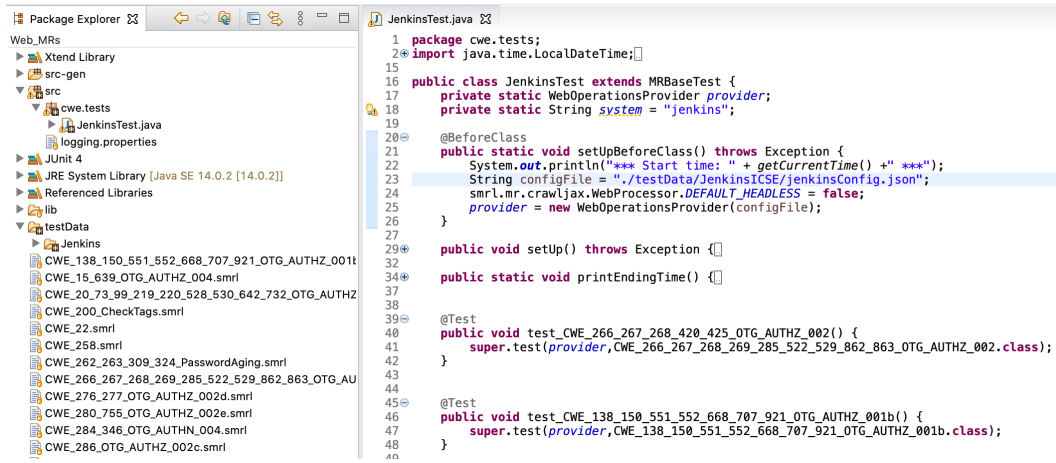 Package Explorer
Web_MRs
Xtend Library
src-gen
src
cwe.tests
JenkinsTest.java
logging.properties
JUnit 4
JRE System Library [Java SE 14.0.2 [14.0.2]]
Referenced Libraries
lib
testData
Jenkins
CWE_138_150_551_552_668_707_921_OTG_AUTHZ_001b
CWE_15_639_OTG_AUTHZ_004.smrl
CWE_20_73_99_219_220_528_530_642_732_OTG_AUTHZ
CWE_200_CheckTags.smrl
CWE_22.smrl
CWE_258.smrl
CWE_262_263_309_324_PasswordAging.smrl
CWE_266_267_268_269_285_522_529_862_863_OTG_AU
CWE_276_277_OTG_AUTHZ_002d.smrl
CWE_280_755_OTG_AUTHZ_002e.smrl
CWE_284_346_OTG_AUTHN_004.smrl
CWE_286_OTG_AUTHZ_002c.smrl
JenkinsTest.java
1 package cwe.tests;
2 import java.time.LocalDateTime;
15
16 public class JenkinsTest extends MRBaseTest {
17 private static WebOperationsProvider provider;
18 private static String system = "jenkins";
19
20 @BeforeClass
21 public static void setUpBeforeClass() throws Exception {
22 System.out.println("*** Start time: " + getCurrentTime() +" ***");
23 String configFile = "./testData/JenkinsICSE/jenkinsConfig.json";
24 smrl.mr.crawljax.WebProcessor.DEFAULT_HEADLESS = false;
25 provider = new WebOperationsProvider(configFile);
26 }
27
29 public void setUp() throws Exception {
32
34 public static void printEndingTime() {
37
38
39 @Test
40 public void test_CWE_266_267_268_420_425_OTG_AUTHZ_002() {
41 super.test(provider,CWE_266_267_268_269_285_522_529_862_863_OTG_AUTHZ_002.class);
42 }
43
44
45 @Test
46 public void test_CWE_138_150_551_552_668_707_921_OTG_AUTHZ_001b() {
47 super.test(provider,CWE_138_150_551_552_668_707_921_OTG_AUTHZ_001b.class);
48 }
49